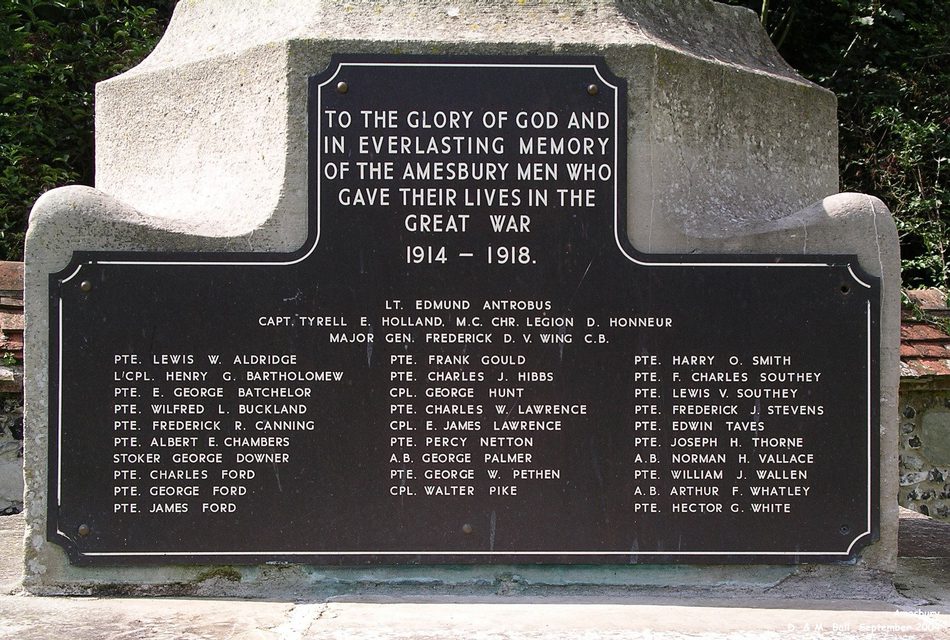 TO THE GLORY OF GOD AND
IN EVERLASTING MEMORY
OF THE AMESBURY MEN WHO
GAVE THEIR LIVES IN THE
GREAT WAR
1914 – 1918.
LT. EDMUND ANTROBUS
CAPT. TYRELL E. HOLLAND, M.C. CHR. LEGION D. HONNEUR
MAJOR GEN. FREDERICK D. V. WING C.B.
PTE. LEWIS W. ALDRIDGE
L'CPL. HENRY G. BARTHOLOMEW
PTE. E. GEORGE BATCHELOR
PTE. WILFRED L. BUCKLAND
PTE. FREDERICK R. CANNING
PTE. ALBERT E. CHAMBERS
STOKER GEORGE DOWNER
PTE. CHARLES FORD
PTE. GEORGE FORD
PTE. JAMES FORD
PTE. FRANK GOULD
PTE. CHARLES J. HIBBS
CPL. GEORGE HUNT
PTE. CHARLES W. LAWRENCE
CPL. E. JAMES LAWRENCE
PTE. PERCY NETTON
A.B. GEORGE PALMER
PTE. GEORGE W. PETHEN
CPL. WALTER PIKE
PTE. HARRY O. SMITH
PTE. F. CHARLES SOUTHEY
PTE. LEWIS V. SOUTHEY
PTE. FREDERICK J. STEVENS
PTE. EDWIN TAVES
PTE. JOSEPH H. THORNE
A.B. NORMAN H. VALLACE
PTE. WILLIAM J. WALLEN
A.B. ARTHUR F. WHATLEY
PTE. HECTOR G. WHITE
Amesbury
D. & M. Ball, September